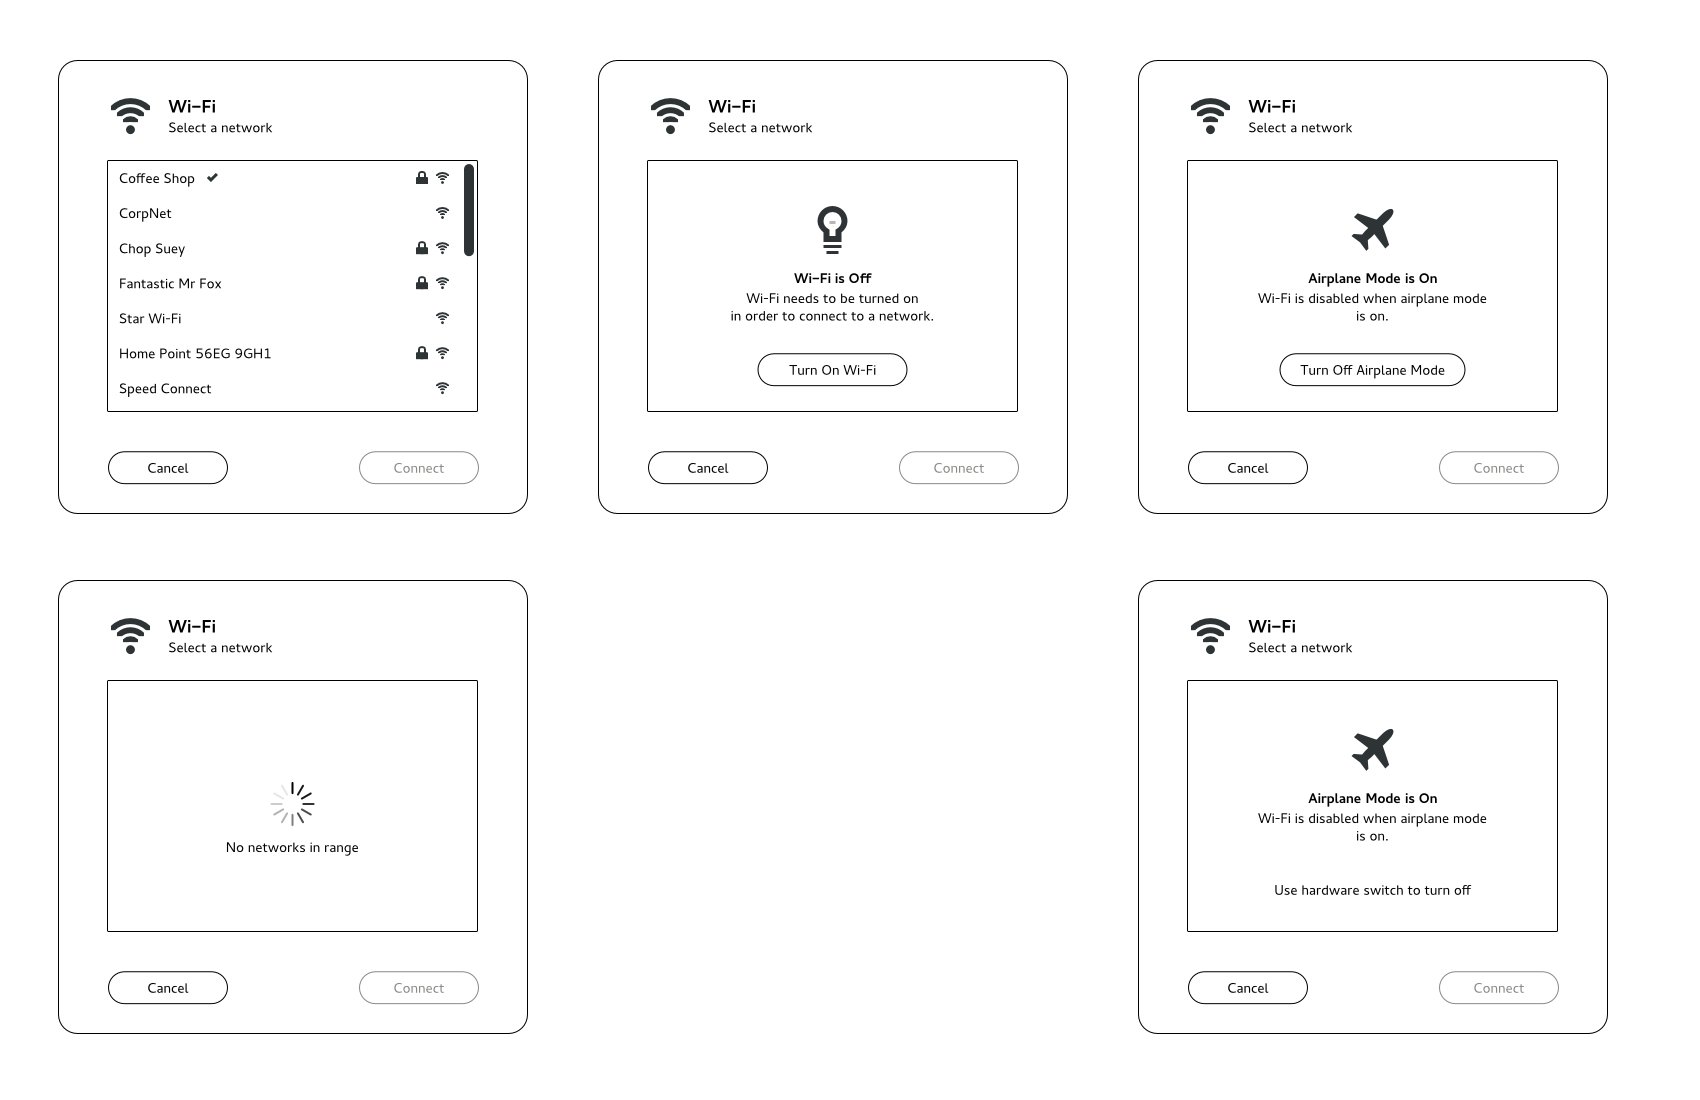 Wi-Fi
Select a network
Coffee Shop
CorpNet
Chop Suey
Fantastic Mr Fox
Star Wi-Fi
Home Point 56EG 9GH1
Speed Connect
Cancel
Connect
Wi-Fi
Select a network
Wi-Fi is Off
Wi-Fi needs to be turned on
in order to connect to a network.
Turn On Wi-Fi
Cancel
Connect
Wi-Fi
Select a network
Airplane Mode is On
Wi-Fi is disabled when airplane mode
is on.
Turn Off Airplane Mode
Cancel
Connect
Wi-Fi
Select a network
No networks in range
Cancel
Connect
Wi-Fi
Select a network
Airplane Mode is On
Wi-Fi is disabled when airplane mode
is on.
Use hardware switch to turn off
Cancel
Connect